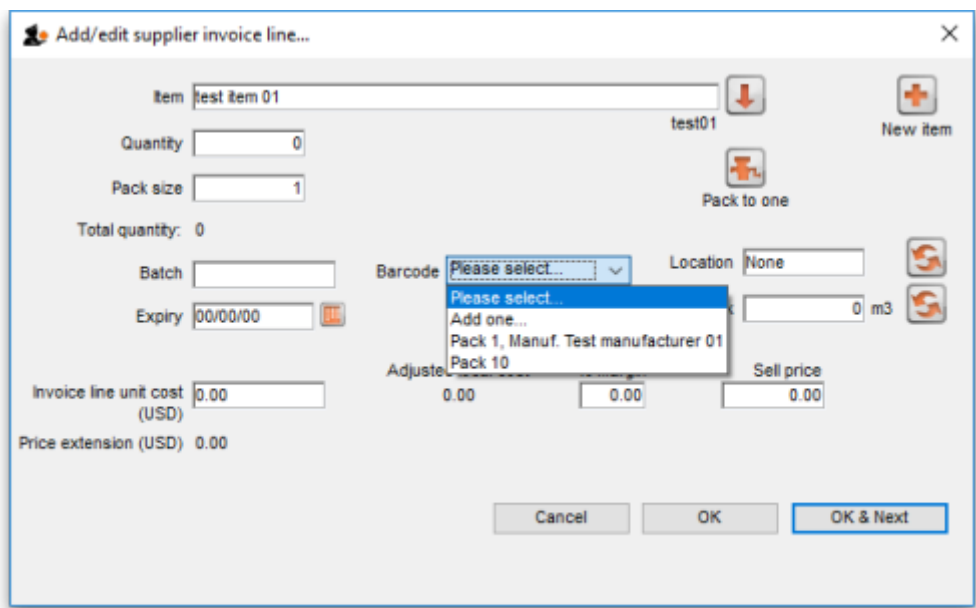 Add/edit supplier invoice line...
Item test item 01
test01
New item
Quantity 0
Pack size 1
Pack to one
Total quantity: 0
Batch
Barcode Please select...
Location None
Please select...
Add one...
Pack 1, Manuf. Test manufacturer 01
Pack 10
Expiry 00/00/00
0 m3
Sell price
Invoice line unit cost (USD) 0.00
0.00
0.00
0.00
Price extension (USD) 0.00
Cancel
OK
OK & Next